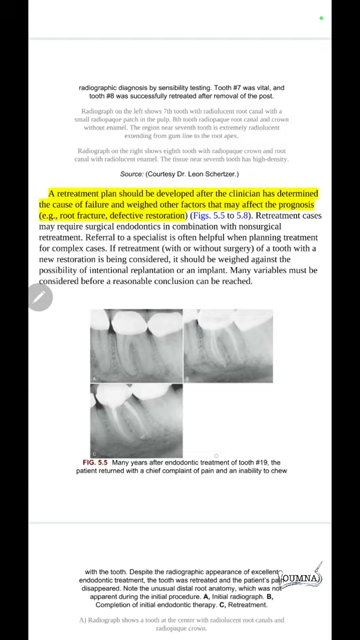 radiographic diagnosis by sensibility testing. Tooth #7 was vital, and
tooth #8 was successfully retreated after removal of the post.
Radiograph on the left shows 7th tooth with radiolucent root canal with a
small radiopaque patch in the pulp. 8th tooth radiopaque root canal and crown
without enamel. The region near seventh tooth is extremely radiolucent
extending from gum line to the root apex.
Radiograph on the right shows eighth tooth with radiopaque crown and root
canal with radiolucent enamel. The tissue near seventh tooth has high-density.
Source: (Courtesy Dr. Leon Schertzer.)
A retreatment plan should be developed after the clinician has determined
the cause of failure and weighed other factors that may affect the prognosis
(e.g., root fracture, defective restoration) (Figs. 5.5 to 5.8). Retreatment cases
may require surgical endodontics in combination with nonsurgical
retreatment. Referral to a specialist is often helpful when planning treatment
for complex cases. If retreatment (with or without surgery) of a tooth with a
new restoration is being considered, it should be weighed against the
possibility of intentional replantation or an implant. Many variables must be
considered before a reasonable conclusion can be reached.
A
B
C
FIG. 5.5 Many years after endodontic treatment of tooth #19, the
patient returned with a chief complaint of pain and an inability to chew
with the tooth. Despite the radiographic appearance of excellent
endodontic treatment, the tooth was retreated and the patient's pain
disappeared. Note the unusual distal root anatomy, which was not
apparent during the initial procedure. A, Initial radiograph. B,
Completion of initial endodontic therapy. C, Retreatment.
OUMNA
A) Radiograph shows a tooth at the center with radiolucent root canals and
radiopaque crown.